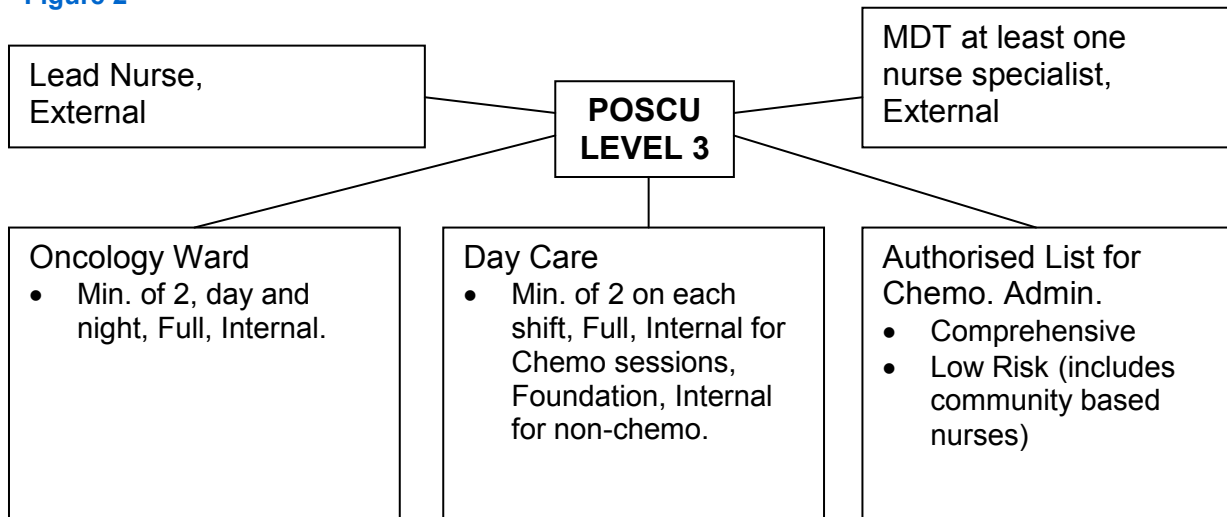 Figure 2
Lead Nurse,
External
POSCU
LEVEL 3
MDT at least one
nurse specialist,
External
Oncology Ward
• Min. of 2, day and
night, Full, Internal.
Day Care
• Min. of 2 on each
shift, Full, Internal for
Chemo sessions,
Foundation, Internal
for non-chemo.
Authorised List for
Chemo. Admin.
• Comprehensive
• Low Risk (includes
community based
nurses)